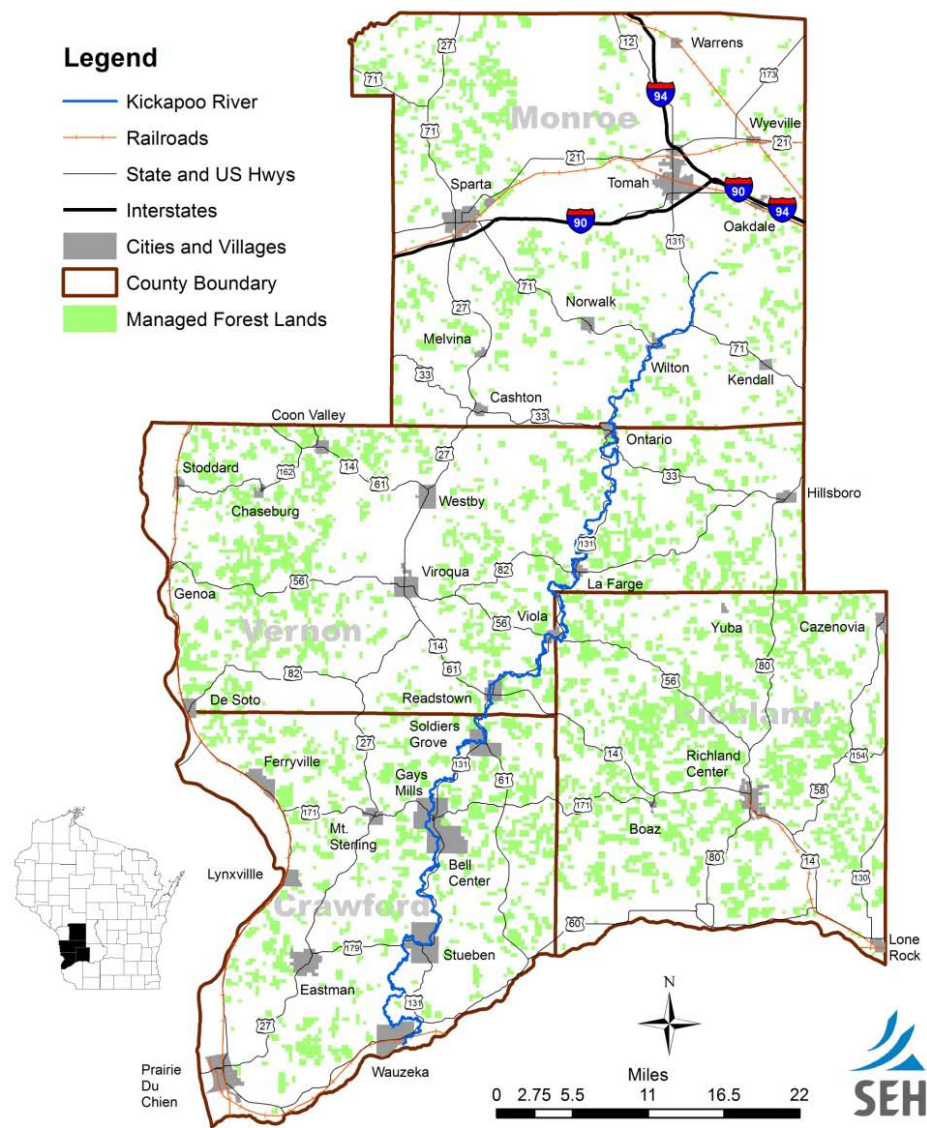 Legend
Kickapoo River
Railroads
State and US Hwys
Interstates
Cities and Villages
County Boundary
Managed Forest Lands
27
12
Warrens
71
94
173
Monroe
Wyeville
71
21
21
Sparta
Tomah
90
90
94
Oakdale
131
71
Norwalk
27
Melvina
Wilton
71
Kendall
33
Cashton
33
Coon Valley
Ontario
27
14
33
Stoddard
162
61
Hillsboro
Chaseburg
Westby
131
Viroqua
82
La Farge
56
Genoa
Viola
Yuba
Cazenovia
56
Vernon
14
80
82
61
56
De Soto
Readstown
Richland
Soldiers
Grove
27
14
131
Richland
Center
154
Ferryville
Gays
Mills
61
58
171
171
Mt.
Sterling
Boaz
Bell
Center
80
14
Lynxvillle
130
Crawford
60
179
Stueben
Lone
Rock
Eastman
N
131
27
Prairie
Du
Chien
Wauzeka
Miles
0 2.75 5.5 11 16.5 22
SEH